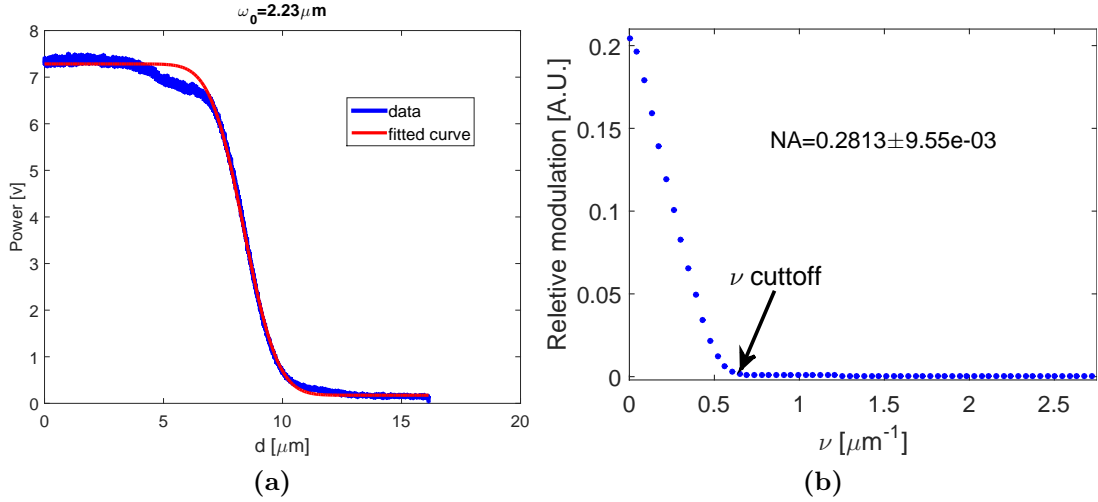 ω0=2.23μm
8
7
6
5
4
3
2
1
0
Power [v]
data
fitted curve
0
5
10
15
20
d [μm]
(a)
0.2
0.15
0.1
0.05
0
Reletive modulation [A.U.]
NA=0.2813±9.55e-03
ν cuttoff
0
0.5
1
1.5
2
2.5
ν [μm-1]
(b)